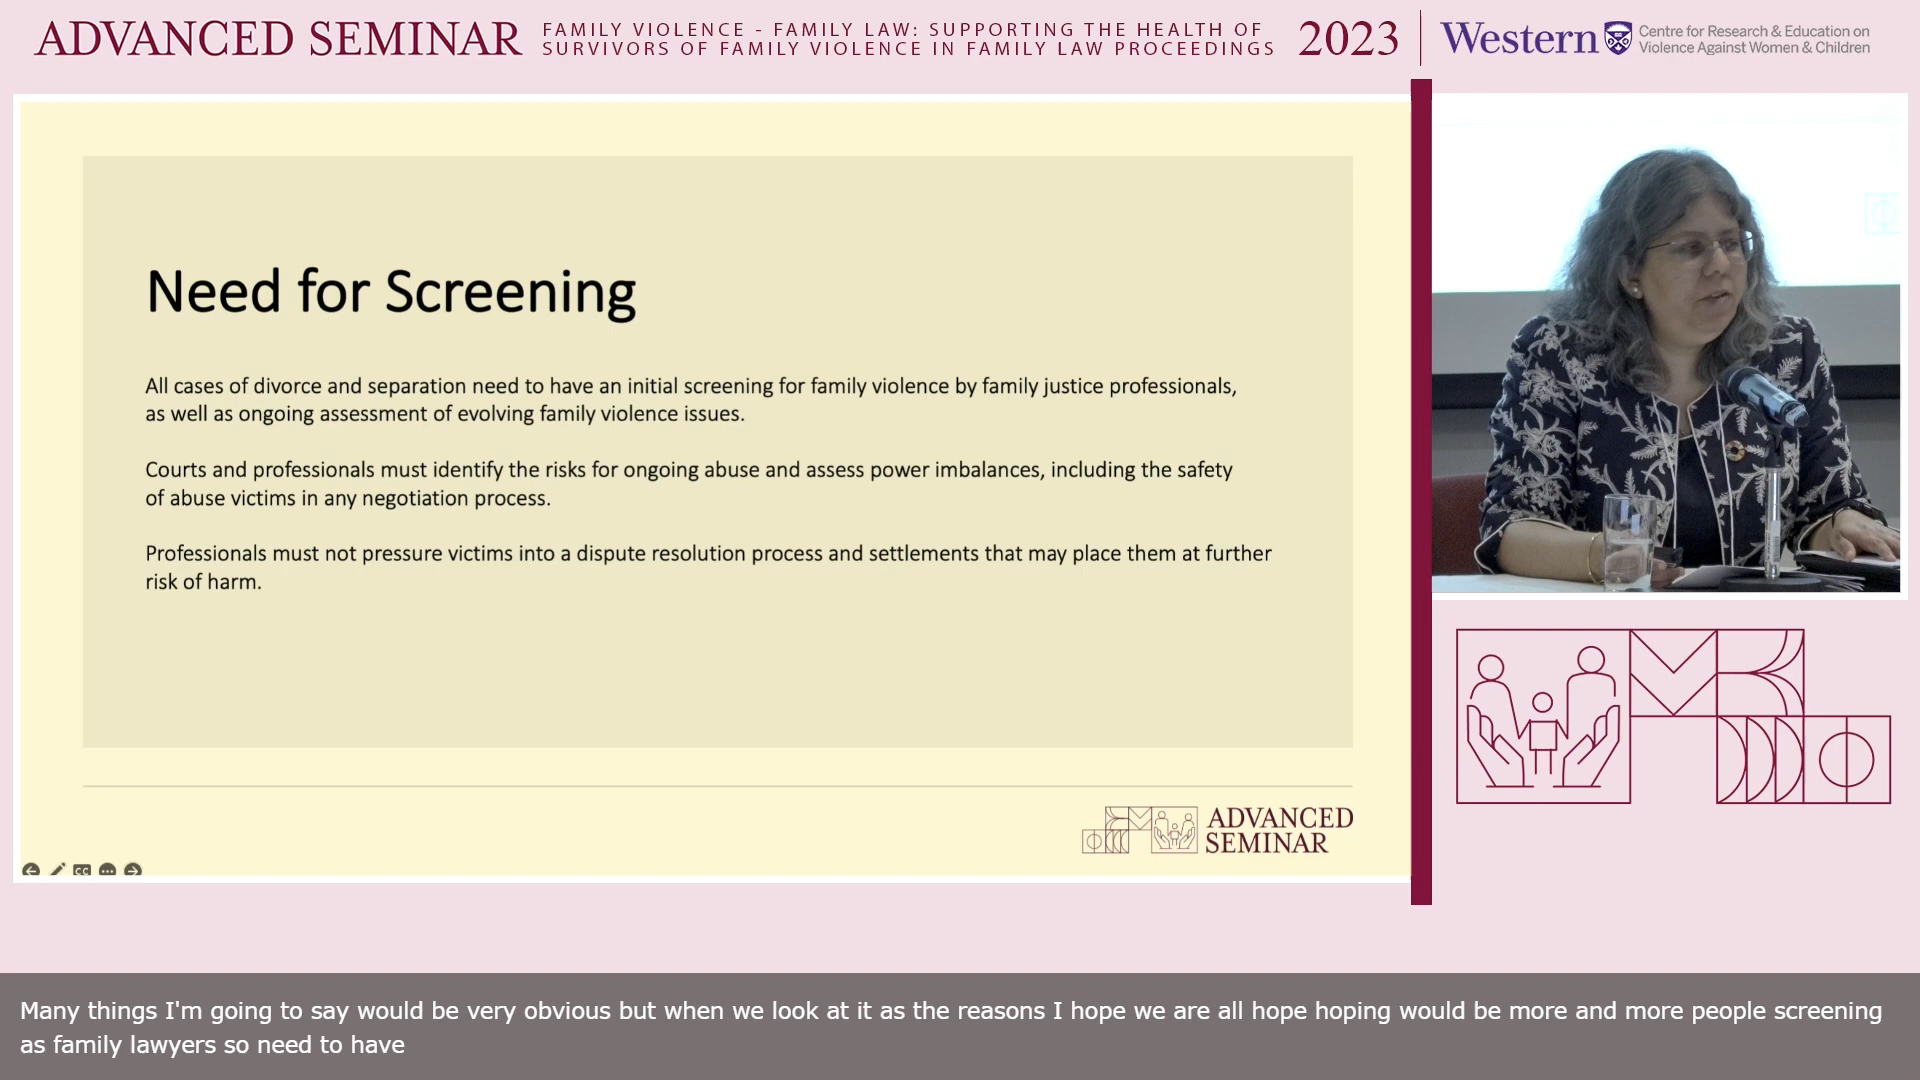 ADVANCED SEMINAR
FAMILY VIOLENCE - FAMILY LAW: SUPPORTING THE HEALTH OF
SURVIVORS OF FAMILY VIOLENCE IN FAMILY LAW PROCEEDINGS
2023
Western
Centre for Research & Education on
Violence Against Women & Children
Need for Screening
All cases of divorce and separation need to have an initial screening for family violence by family justice professionals,
as well as ongoing assessment of evolving family violence issues.
Courts and professionals must identify the risks for ongoing abuse and assess power imbalances, including the safety
of abuse victims in any negotiation process.
Professionals must not pressure victims into a dispute resolution process and settlements that may place them at further
risk of harm.
ADVANCED
SEMINAR
CC
Many things I'm going to say would be very obvious but when we look at it as the reasons I hope we are all hope hoping would be more and more people screening
as family lawyers so need to have